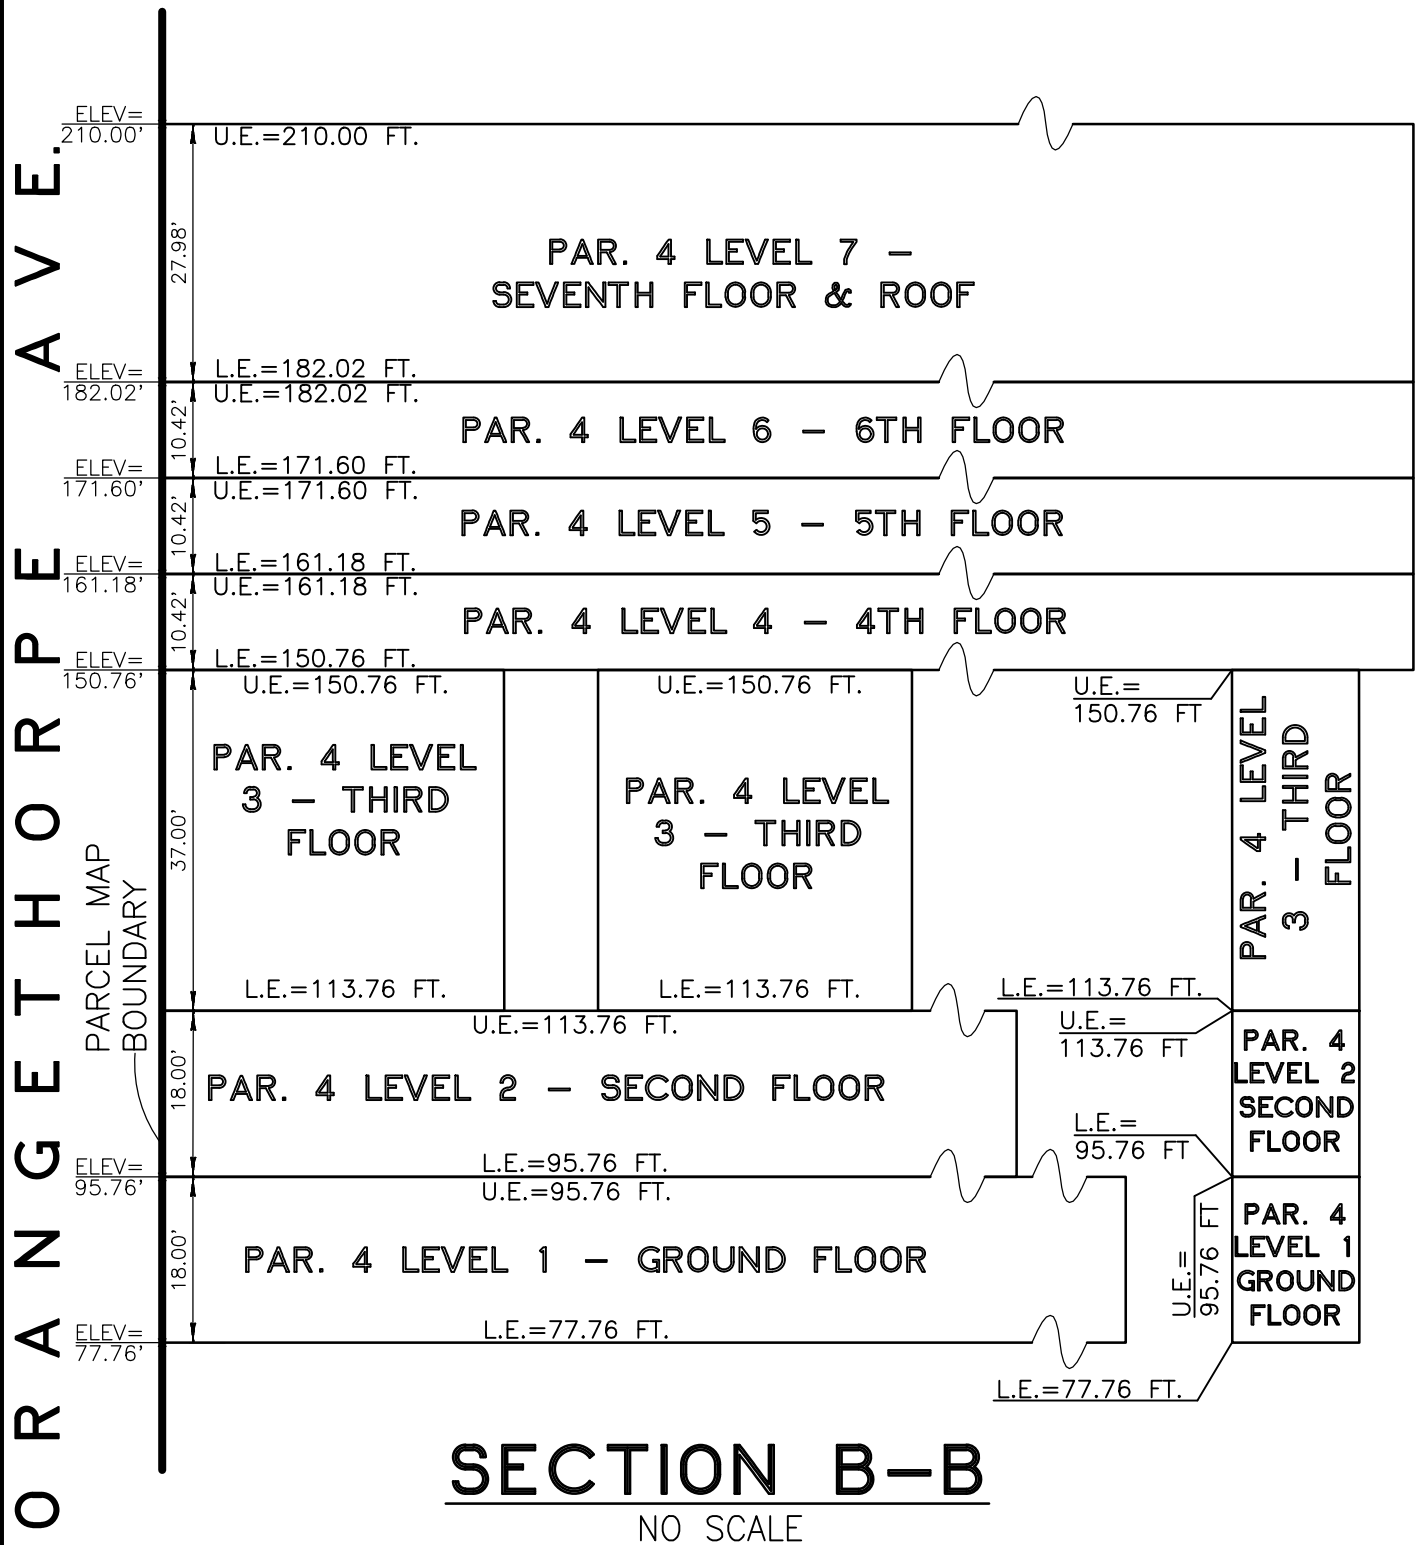 ORANGETHORPE AVE.
PARCEL MAP
BOUNDARY
ELEV=
210.00'
U.E.=210.00 FT.
27.98'
PAR. 4 LEVEL 7 -
SEVENTH FLOOR & ROOF
L.E.=182.02 FT.
ELEV=
182.02'
U.E.=182.02 FT.
10.42'
PAR. 4 LEVEL 6 - 6TH FLOOR
L.E.=171.60 FT.
ELEV=
171.60'
U.E.=171.60 FT.
10.42'
PAR. 4 LEVEL 5 - 5TH FLOOR
L.E.=161.18 FT.
ELEV=
161.18'
U.E.=161.18 FT.
10.42'
PAR. 4 LEVEL 4 - 4TH FLOOR
L.E.=150.76 FT.
ELEV=
150.76'
U.E.=150.76 FT.
37.00'
PAR. 4 LEVEL
3 - THIRD
FLOOR
L.E.=113.76 FT.
U.E.=150.76 FT.
PAR. 4 LEVEL
3 - THIRD
FLOOR
L.E.=113.76 FT.
U.E.=
150.76 FT
PAR. 4 LEVEL
3 - THIRD
FLOOR
L.E.=113.76 FT.
U.E.=113.76 FT.
18.00'
PAR. 4 LEVEL 2 - SECOND FLOOR
L.E.=95.76 FT.
U.E.=
113.76 FT
PAR. 4
LEVEL 2
SECOND
FLOOR
L.E.=
95.76 FT
ELEV=
95.76'
U.E.=95.76 FT.
18.00'
PAR. 4 LEVEL 1 - GROUND FLOOR
L.E.=77.76 FT.
ELEV=
77.76'
U.E.=
95.76 FT
PAR. 4
LEVEL 1
GROUND
FLOOR
L.E.=77.76 FT.
SECTION B-B
NO SCALE